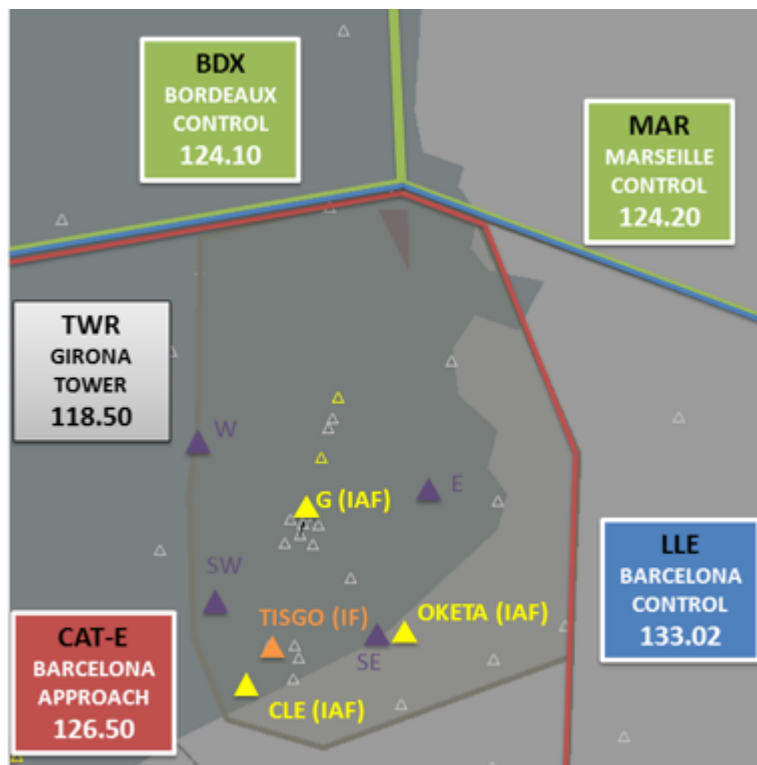 BDX
BORDEAUX
CONTROL
124.10
MAR
MARSEILLE
CONTROL
124.20
TWR
GIRONA
TOWER
118.50
W
E
G (IAF)
SW
TISGO (IF)
OKETA (IAF)
SE
CLE (IAF)
LLE
BARCELONA
CONTROL
133.02
CAT-E
BARCELONA
APPROACH
126.50